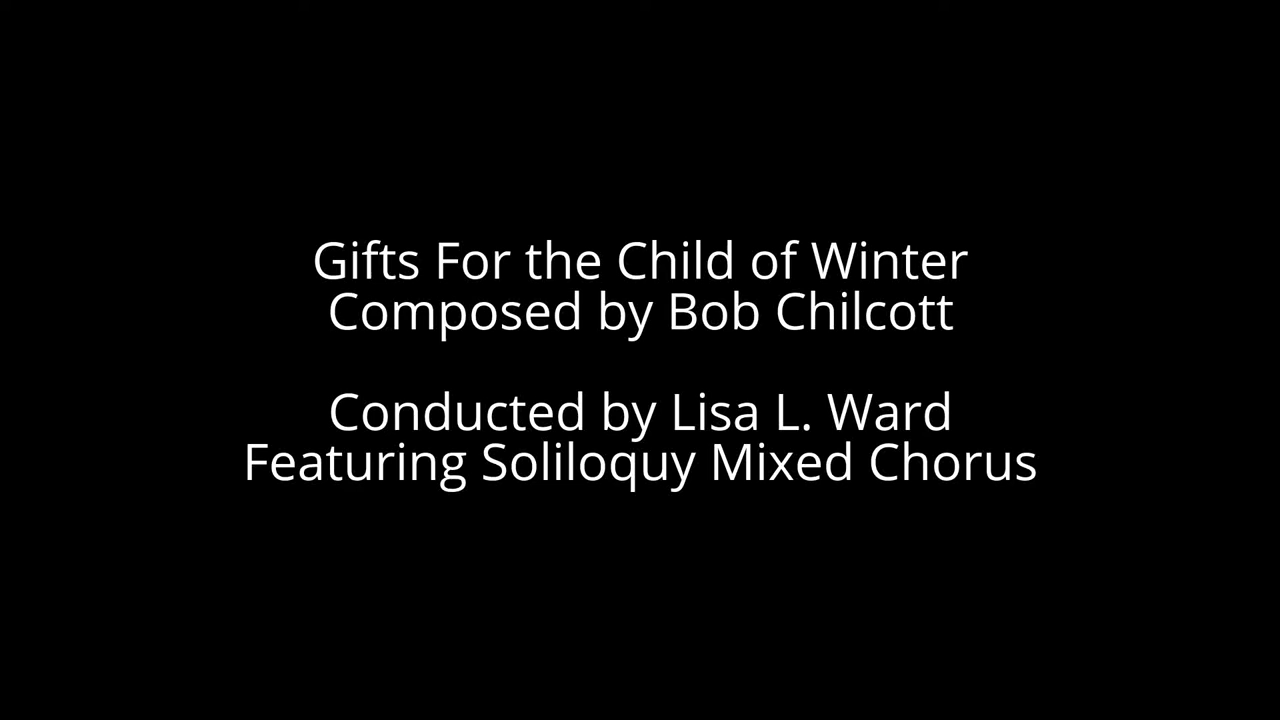 Gifts For the Child of Winter
Composed by Bob Chilcott
Conducted by Lisa L. Ward
Featuring Soliloquy Mixed Chorus